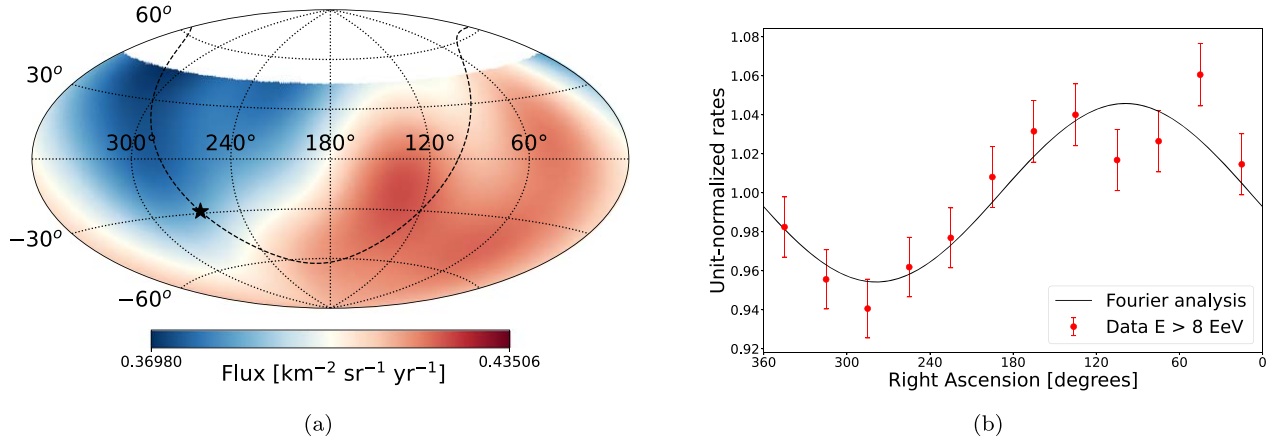 60°
30°
300° 240° 180° 120° 60°
−30°
−60°
0.36980 0.43506
Flux [km⁻² sr⁻¹ yr⁻¹]
(a)
Unit-normalized rates
1.08
1.06
1.04
1.02
1.00
0.98
0.96
0.94
0.92
Fourier analysis
Data E > 8 EeV
360 300 240 180 120 60 0
Right Ascension [degrees]
(b)